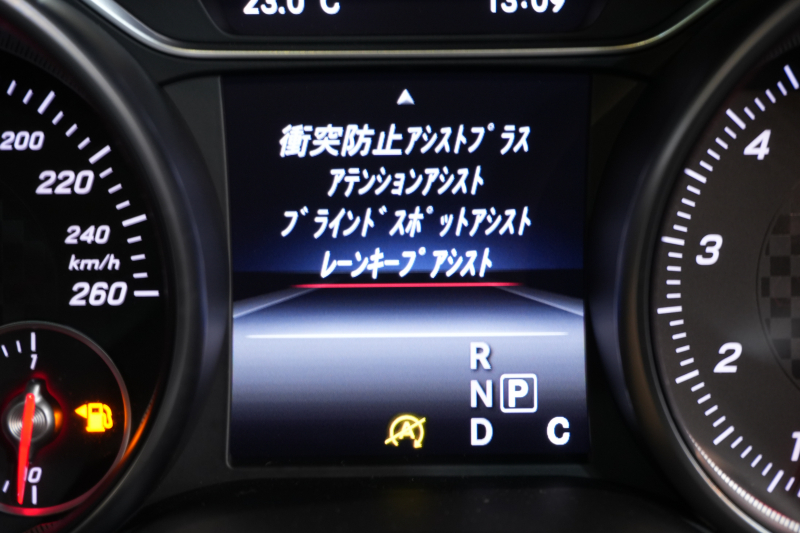 23.0 ℃
13:09
衝突防止アシストプラス
アテンションアシスト
ブラインドスポットアシスト
レーンキープアシスト
R
N P
D
C
A
200
220
240
km/h
260
1
4
3
2
1